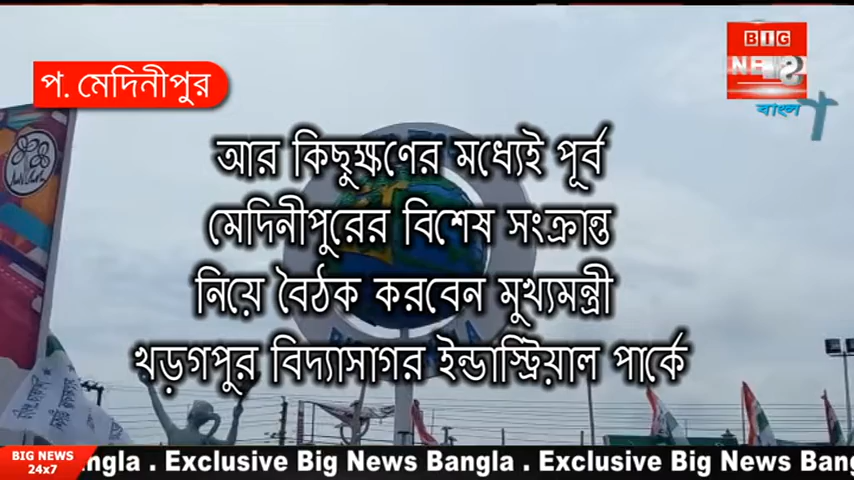 প. মেদিনীপুর
BIG
NEWS
বাংলা
আর কিছুক্ষণের মধ্যেই পূর্ব
মেদিনীপুরের বিশেষ সংক্রান্ত
নিয়ে বৈঠক করবেন মুখ্যমন্ত্রী
খড়গপুর বিদ্যাসাগর ইন্ডাস্ট্রিয়াল পার্কে
BIG NEWS
24x7
ngla . Exclusive Big News Bangla . Exclusive Big News Bang